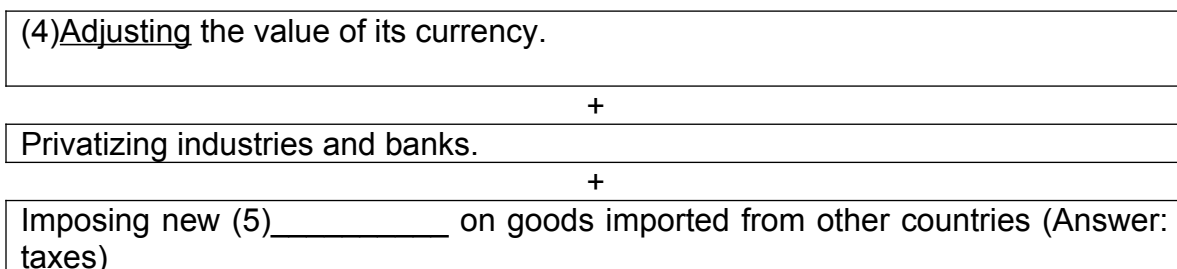 (4)Adjusting the value of its currency.
+
Privatizing industries and banks.
+
Imposing new (5)__________ on goods imported from other countries (Answer:
taxes)